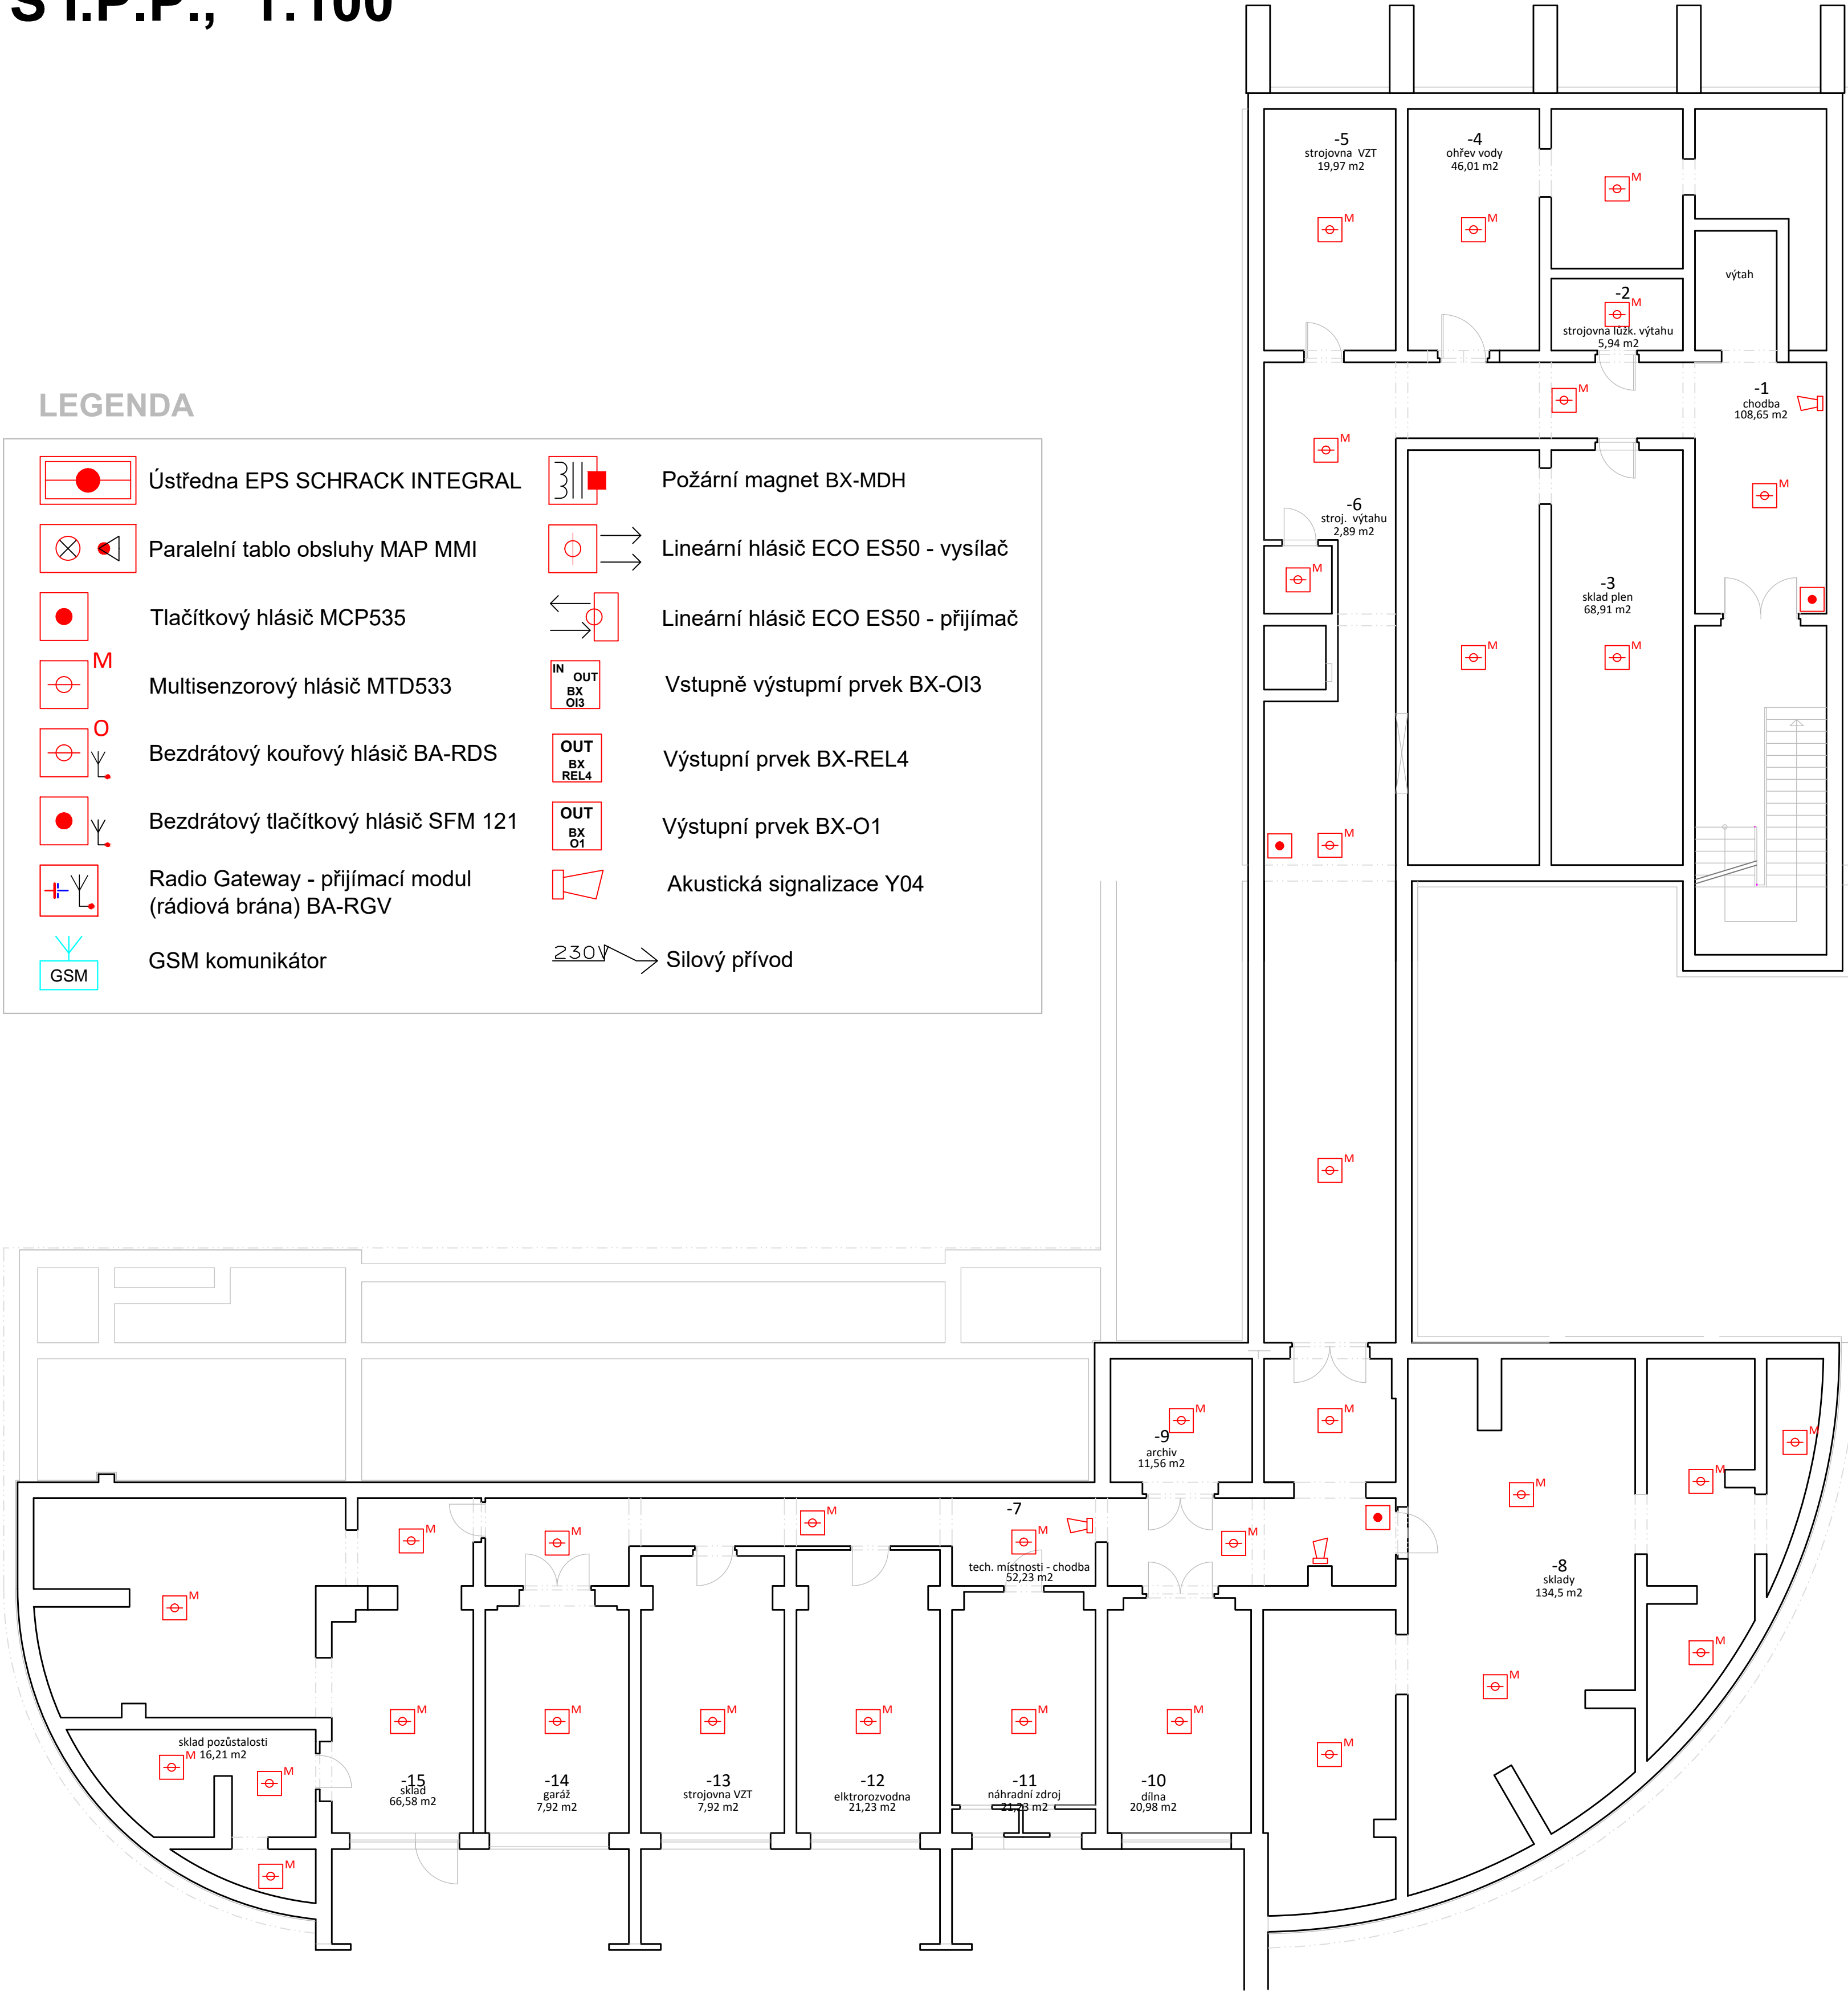 S I.P.P., 1:100
LEGENDA
Ústředna EPS SCHRACK INTEGRAL
Paralelní tablo obsluhy MAP MMI
Tlačítkový hlásič MCP535
M
Multisenzorový hlásič MTD533
O
Bezdrátový kouřový hlásič BA-RDS
Bezdrátový tlačítkový hlásič SFM 121
Radio Gateway - přijímací modul
(rádiová brána) BA-RGV
GSM
GSM komunikátor
Požární magnet BX-MDH
Lineární hlásič ECO ES50 - vysílač
Lineární hlásič ECO ES50 - přijímač
IN
OUT
BX
OI3
Vstupně výstupmí prvek BX-OI3
OUT
BX
REL4
Výstupní prvek BX-REL4
OUT
BX
O1
Výstupní prvek BX-O1
Akustická signalizace Y04
230V
Silový přívod
-5
strojovna VZT
19,97 m2
M
-4
ohřev vody
46,01 m2
M
M
výtah
-2
M
strojovna lůžk. výtahu
5,94 m2
M
-1
chodba
108,65 m2
M
M
-6
stroj. výtahu
2,89 m2
M
-3
sklad plen
68,91 m2
M
M
M
M
M
M
-9
archiv
11,56 m2
M
M
M
M
-8
sklady
134,5 m2
M
M
M
-7
M
tech. místnosti - chodba
52,23 m2
M
M
M
M
M
sklad pozůstalosti
16,21 m2
M
M
M
M
-15
sklad
66,58 m2
M
-14
garáž
7,92 m2
M
-13
strojovna VZT
7,92 m2
M
-12
elktrorozvodna
21,23 m2
M
-11
náhradní zdroj
21,23 m2
M
-10
dílna
20,98 m2